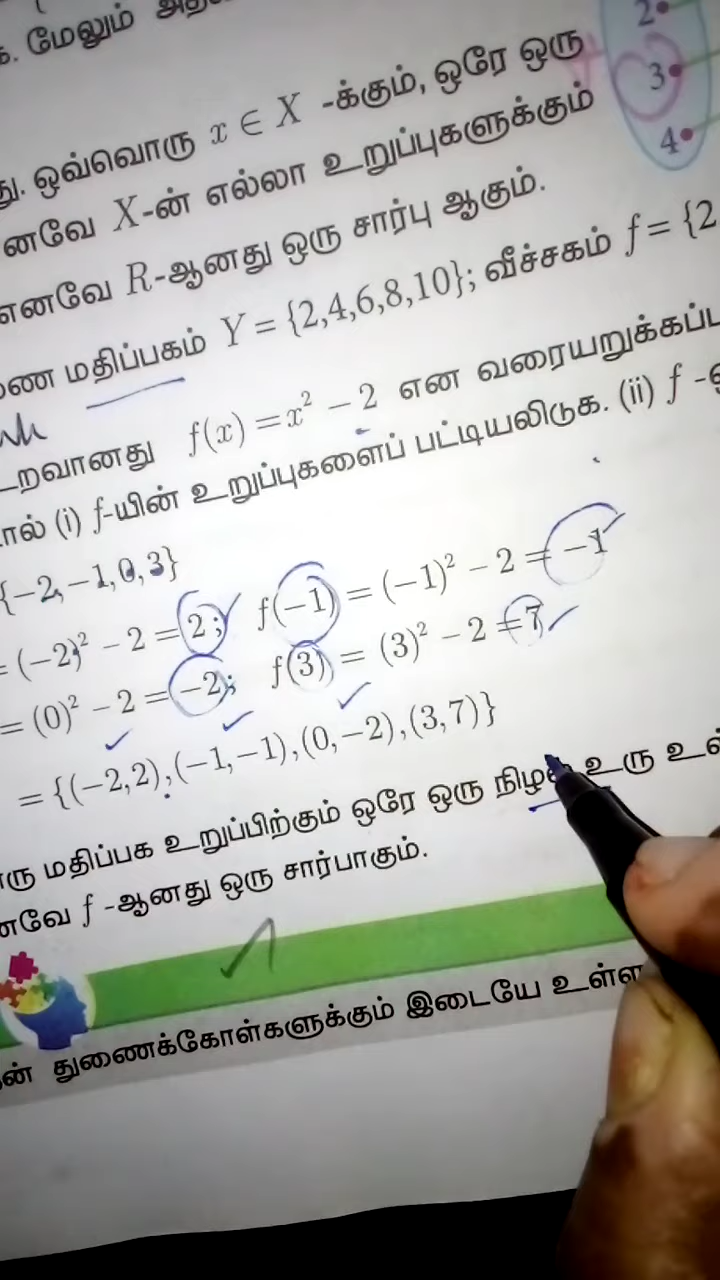 மேலும்
2
3
4
ஒவ்வொரு x ∈ X -க்கும், ஒரே ஒரு
னவே X-ன் எல்லா உறுப்புகளுக்கும்
எனவே R-ஆனது ஒரு சார்பு ஆகும்.
மதிப்பகம் Y = {2,4,6,8,10}; வீச்சகம் f = {2
றவானது f(x) = x² − 2 என வரையறுக்கப்ப
ால் (i) f-யின் உறுப்புகளைப் பட்டியலிடுக. (ii) f -
{−2, −1, 0, 3}
= (−2)² − 2 = 2; f(−1) = (−1)² − 2 = −1
= (0)² − 2 = −2; f(3) = (3)² − 2 = 7
= {(−2,2),(−1,−1),(0,−2),(3,7)}
ரு மதிப்பக உறுப்பிற்கும் ஒரே ஒரு நிழல் உரு உள்
னவே f -ஆனது ஒரு சார்பாகும்.
ன் துணைக்கோள்களுக்கும் இடையே உள்ள